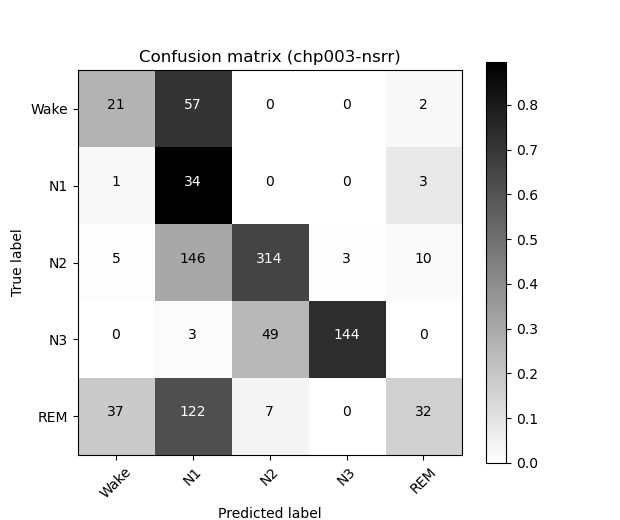 Confusion matrix (chp003-nsrr)
Wake 21 57 0 0 2
N1 1 34 0 0 3
N2 5 146 314 3 10
N3 0 3 49 144 0
REM 37 122 7 0 32
Wake N1 N2 N3 REM
Predicted label
True label
0.8
0.7
0.6
0.5
0.4
0.3
0.2
0.1
0.0